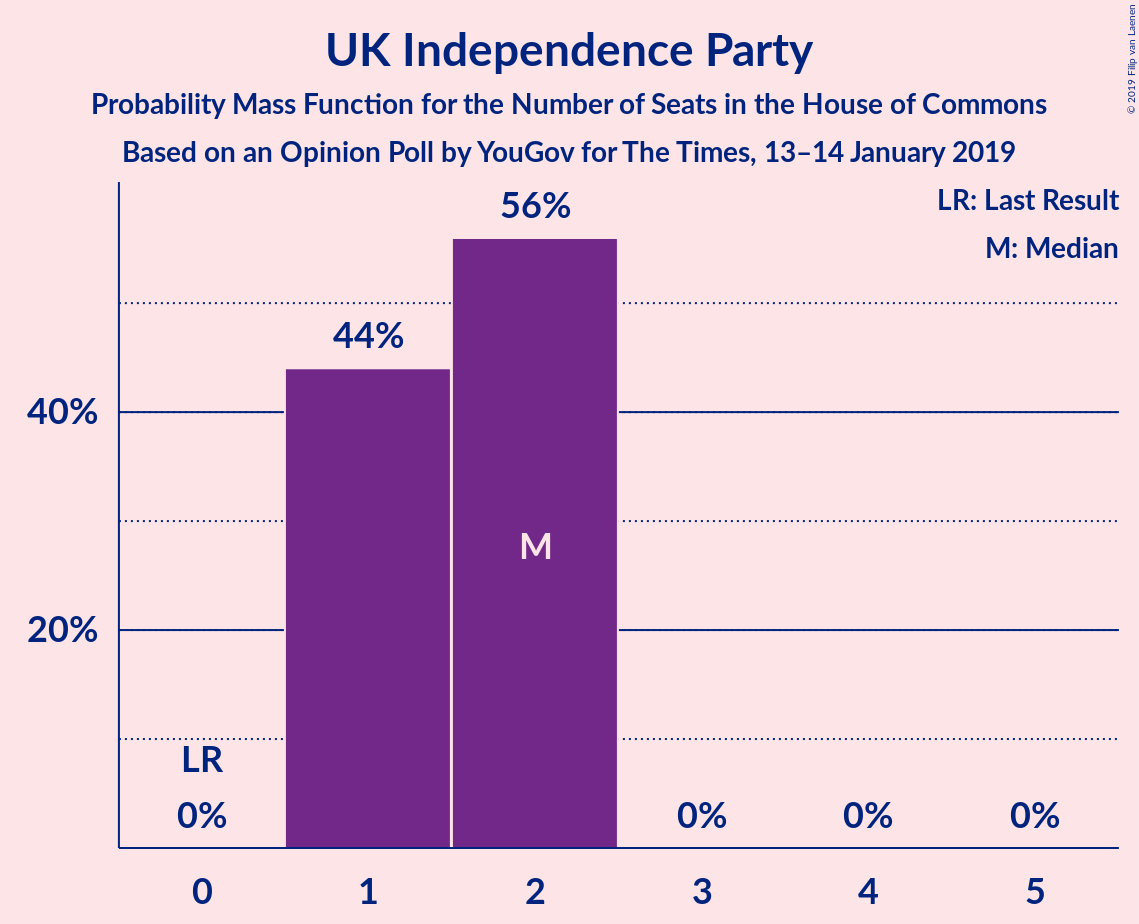 UK Independence Party
Probability Mass Function for the Number of Seats in the House of Commons
Based on an Opinion Poll by YouGov for The Times, 13–14 January 2019
© 2019 Filip van Laenen
LR: Last Result
M: Median
56%
44%
40%
M
20%
LR
0%
0%
0%
0%
0
1
2
3
4
5